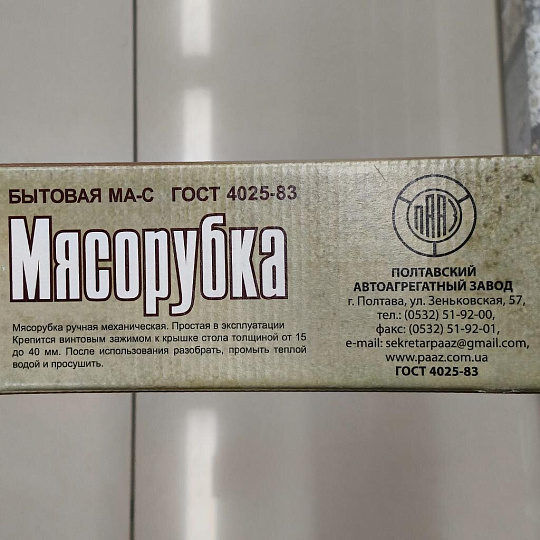 БЫТОВАЯ МА-С ГОСТ 4025-83
Мясорубка
Мясорубка ручная механическая. Простая в эксплуатации
Крепится винтовым зажимом к крышке стола толщиной от 15
до 40 мм. После использования разобрать, промыть теплой
водой и просушить.
ПААЗ
ПОЛТАВСКИЙ
АВТОАГРЕГАТНЫЙ ЗАВОД
г. Полтава, ул. Зеньковская, 57,
тел.: (0532) 51-92-00,
факс: (0532) 51-92-01,
e-mail: sekretarpaaz@gmail.com,
www.paaz.com.ua
ГОСТ 4025-83